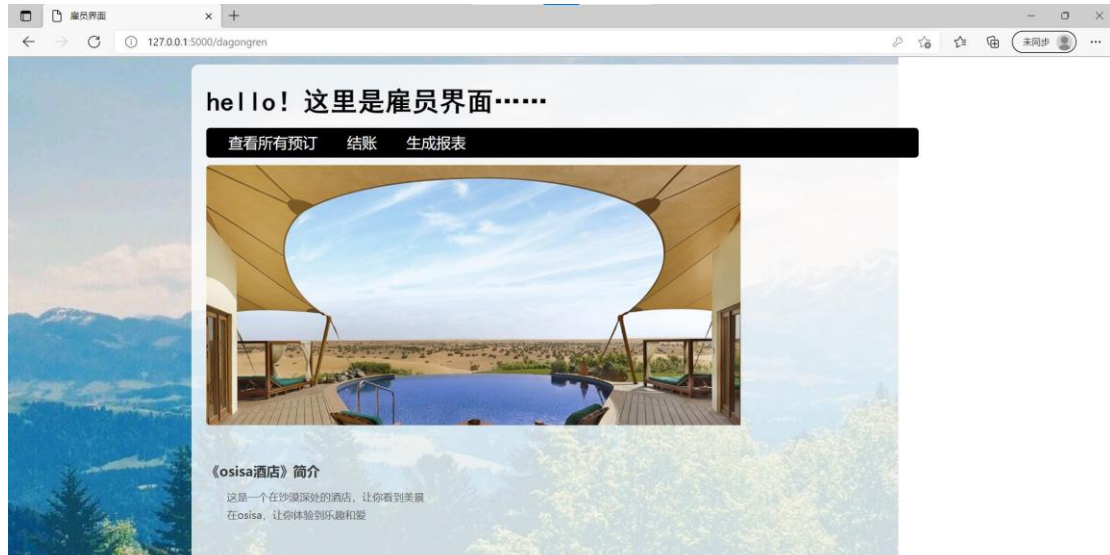 雇员界面
127.0.0.1:5000/dagongren
未同步
hello! 这里是雇员界面……
查看所有预订 结账 生成报表
《osisa酒店》简介
这是一个在沙漠深处的酒店，让你看到美景
在osisa，让你体验到乐趣和爱